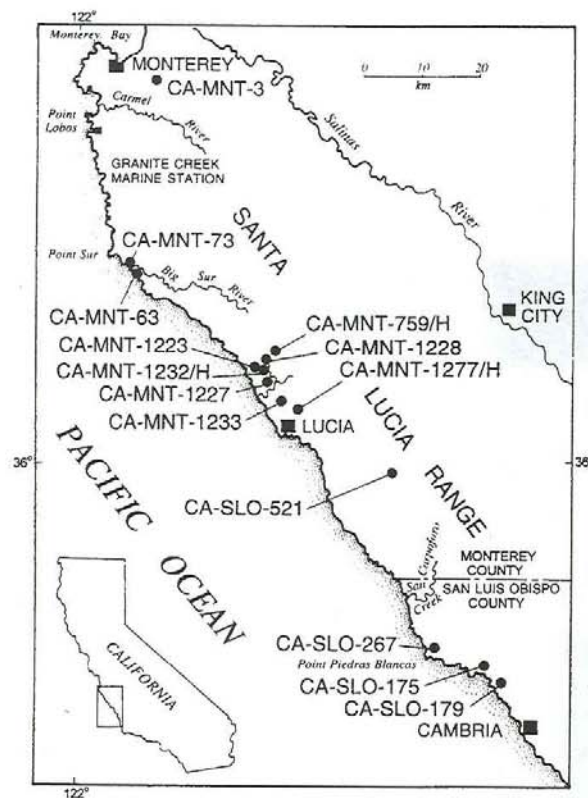 122°
Monterey Bay
MONTEREY
CA-MNT-3
0 10 20
km
Carmel
River
Point
Lobos
Salinas
River
GRANITE CREEK
MARINE STATION
SANTA
CA-MNT-73
Point Sur
Big Sur River
KING
CITY
CA-MNT-63
CA-MNT-759/H
CA-MNT-1223
CA-MNT-1228
CA-MNT-1232/H
CA-MNT-1277/H
CA-MNT-1227
CA-MNT-1233
LUCIA
LUCIA
RANGE
36°
36°
PACIFIC OCEAN
CA-SLO-521
San Carpoforo
Creek
MONTEREY
COUNTY
SAN LUIS OBISPO
COUNTY
CALIFORNIA
CA-SLO-267
Point Piedras Blancas
CA-SLO-175
CA-SLO-179
CAMBRIA
122°